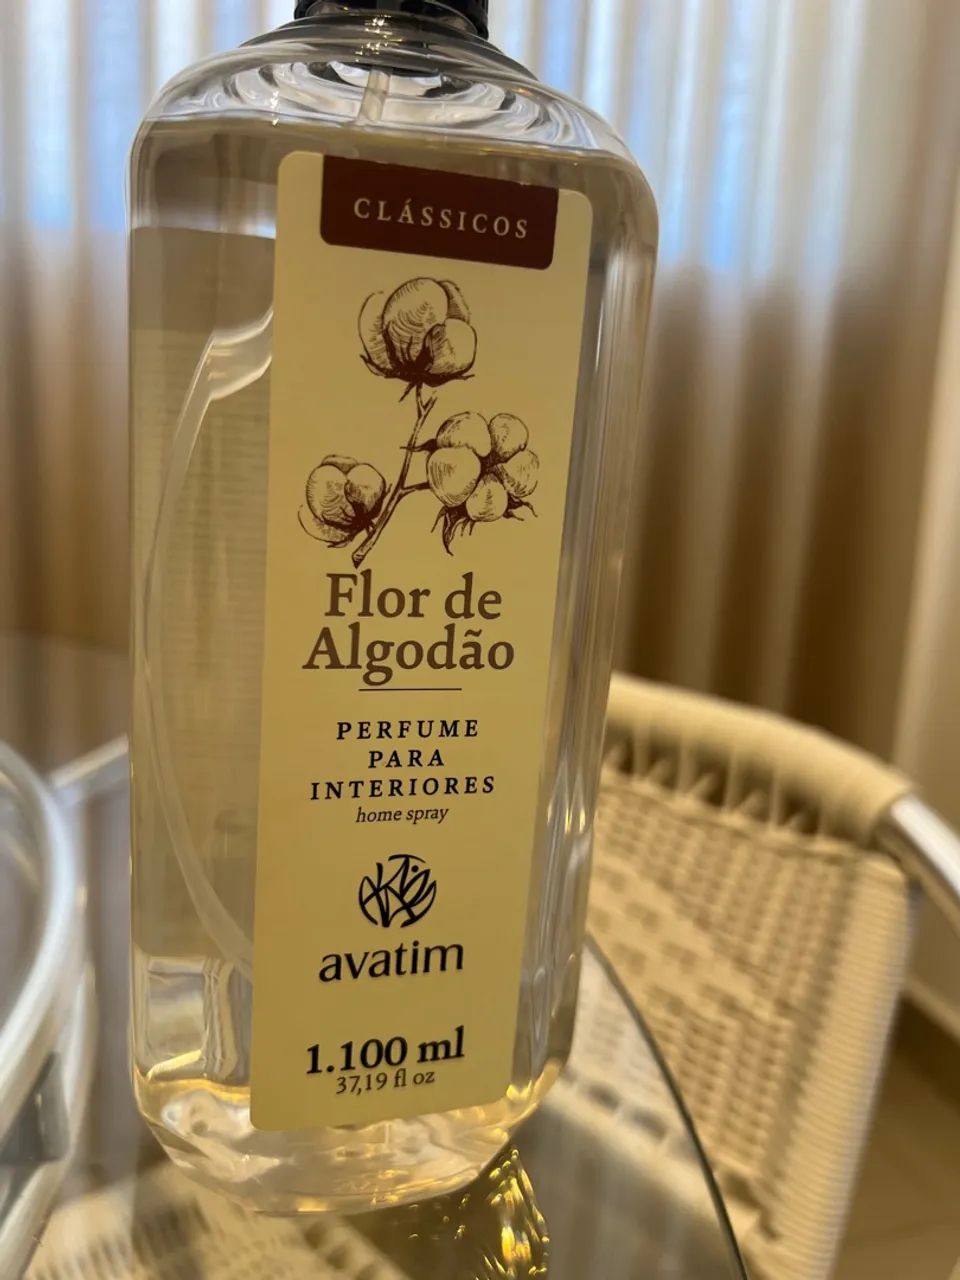 CLÁSSICOS
Flor de
Algodão
PERFUME
PARA
INTERIORES
home spray
avatim
1.100 ml
37,19 fl oz